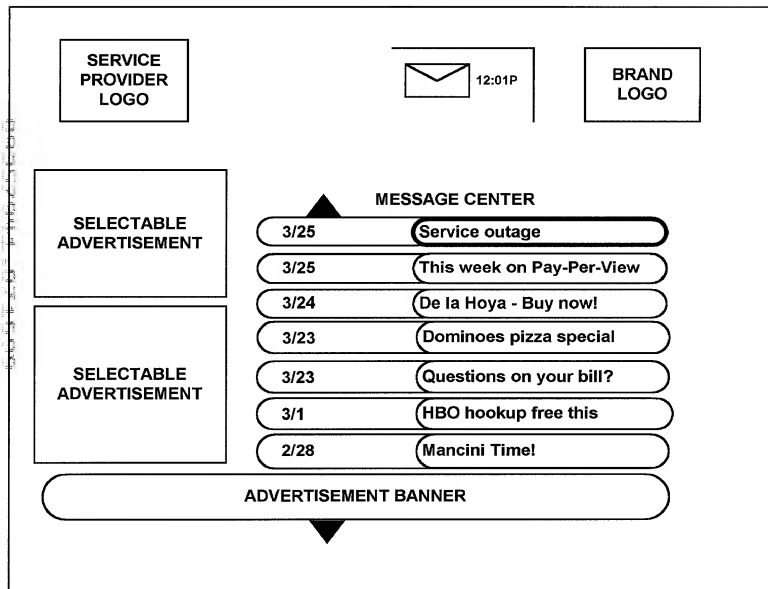 SERVICE
PROVIDER
LOGO
12:01P
BRAND
LOGO
SELECTABLE
ADVERTISEMENT
SELECTABLE
ADVERTISEMENT
MESSAGE CENTER
3/25 Service outage
3/25 This week on Pay-Per-View
3/24 De la Hoya - Buy now!
3/23 Dominoes pizza special
3/23 Questions on your bill?
3/1 HBO hookup free this
2/28 Mancini Time!
ADVERTISEMENT BANNER